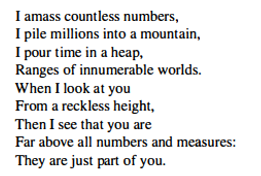 I amass countless numbers,
I pile millions into a mountain,
I pour time in a heap,
Ranges of innumerable worlds.
When I look at you
From a reckless height,
Then I see that you are
Far above all numbers and measures:
They are just part of you.